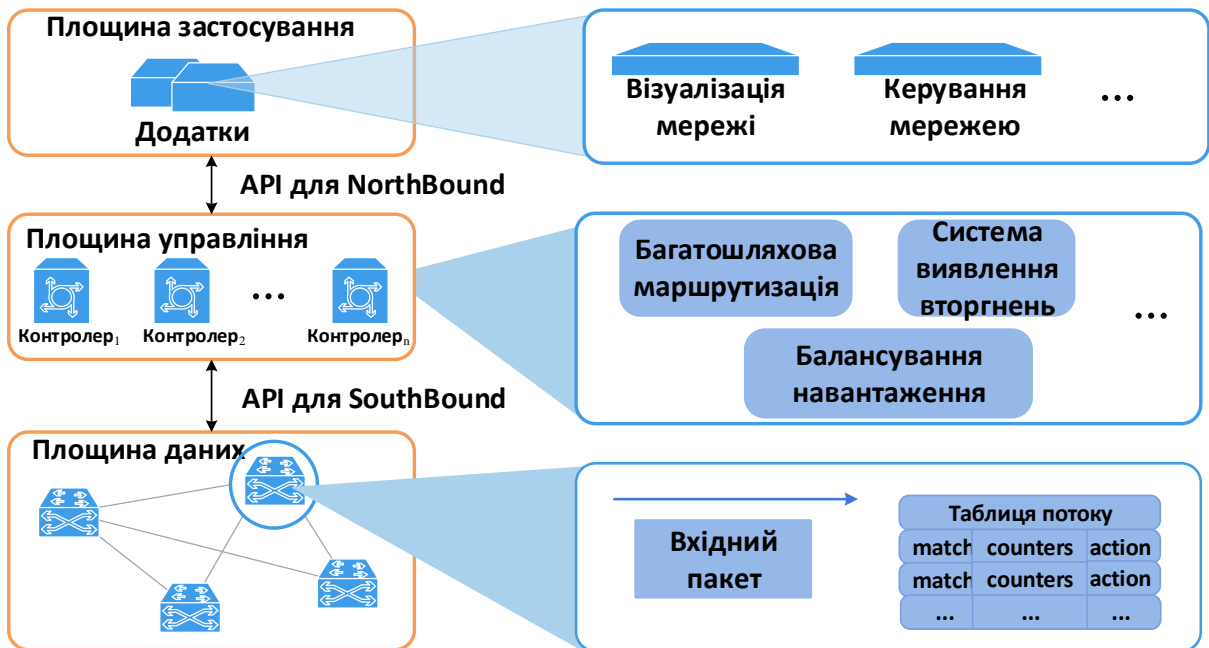 Площина застосування
Додатки
Візуалізація
мережі
Керування
мережею
...
API для NorthBound
Площина управління
...
Контролер1
Контролер2
Контролерn
Багатошляхова
маршрутизація
Система
виявлення
вторгнень
...
Балансування
навантаження
API для SouthBound
Площина даних
Вхідний
пакет
Таблиця потоку
match counters action
match counters action
... ... ...